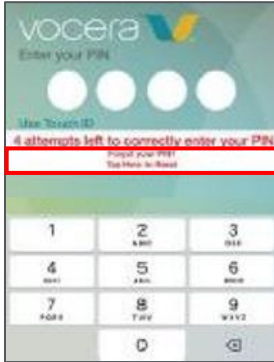 vocera
Enter your PIN
Use Touch ID
4 attempts left to correctly enter your PIN
Forgot your PIN?
Tap Here to Reset
1
2
ABC
3
DEF
4
GHI
5
JKL
6
MNO
7
PQRS
8
TUV
9
WXYZ
0